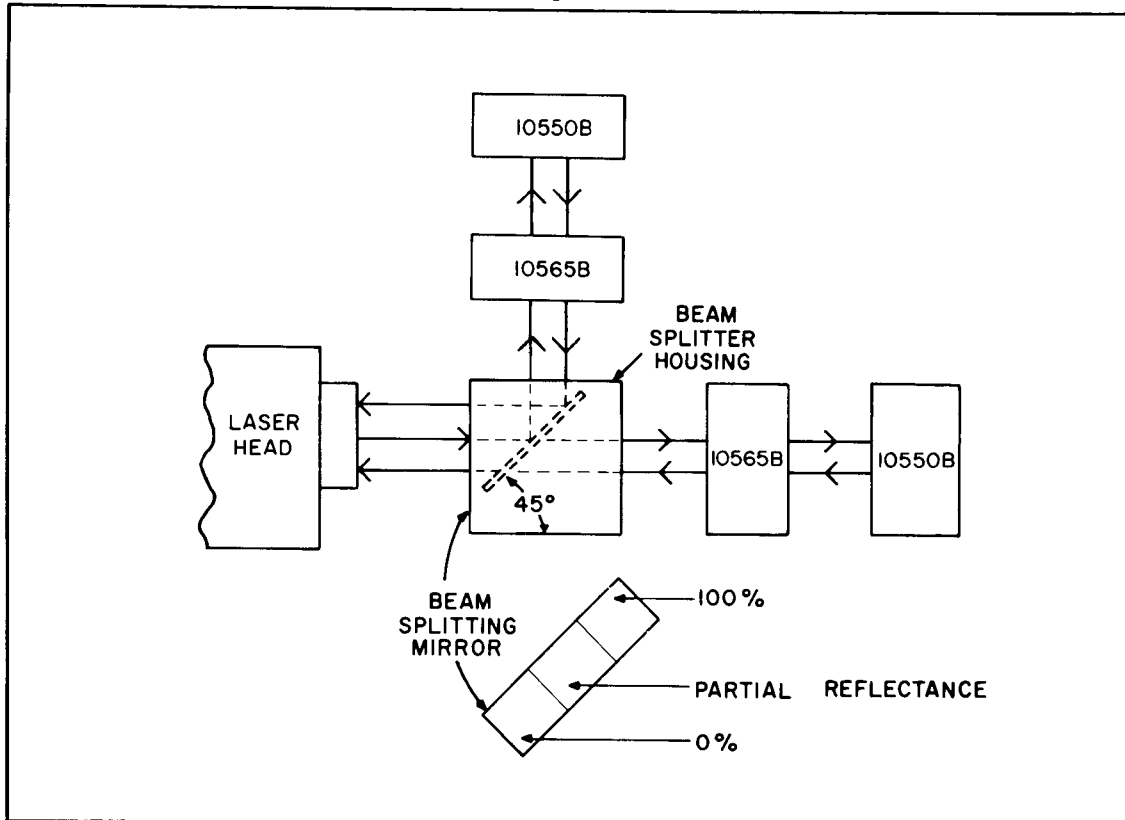 10550B
10565B
BEAM
SPLITTER
HOUSING
LASER
HEAD
10565B
10550B
45°
BEAM
SPLITTING
MIRROR
100%
PARTIAL REFLECTANCE
0%